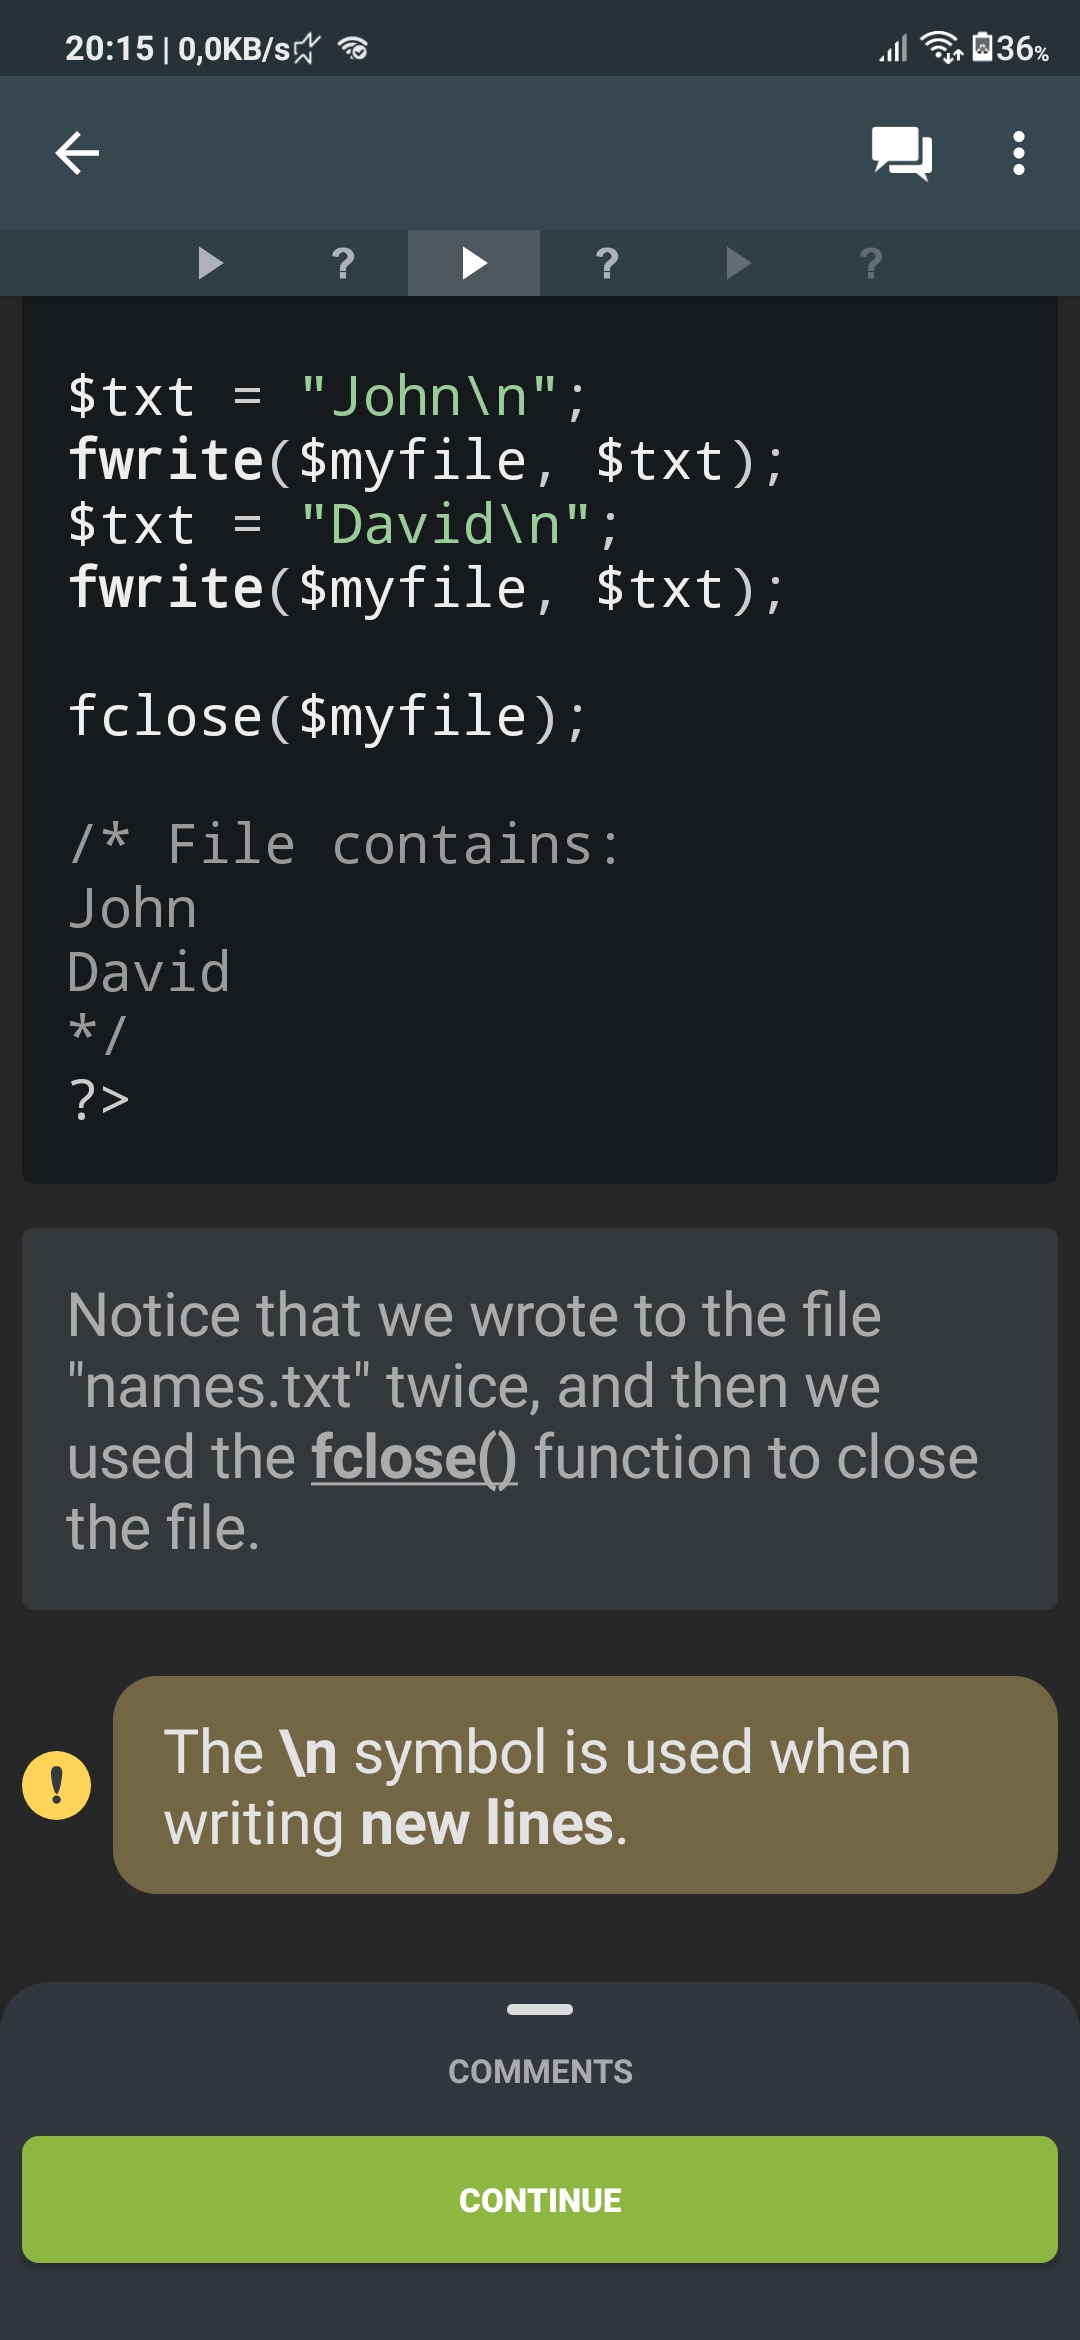 20:15 | 0,0KB/s 36%
? ? ?
$txt = "John\n";
fwrite($myfile, $txt);
$txt = "David\n";
fwrite($myfile, $txt);
fclose($myfile);
/* File contains:
John
David
*/
?>
Notice that we wrote to the file
"names.txt" twice, and then we
used the fclose() function to close
the file.
!
The \n symbol is used when
writing new lines.
COMMENTS
CONTINUE